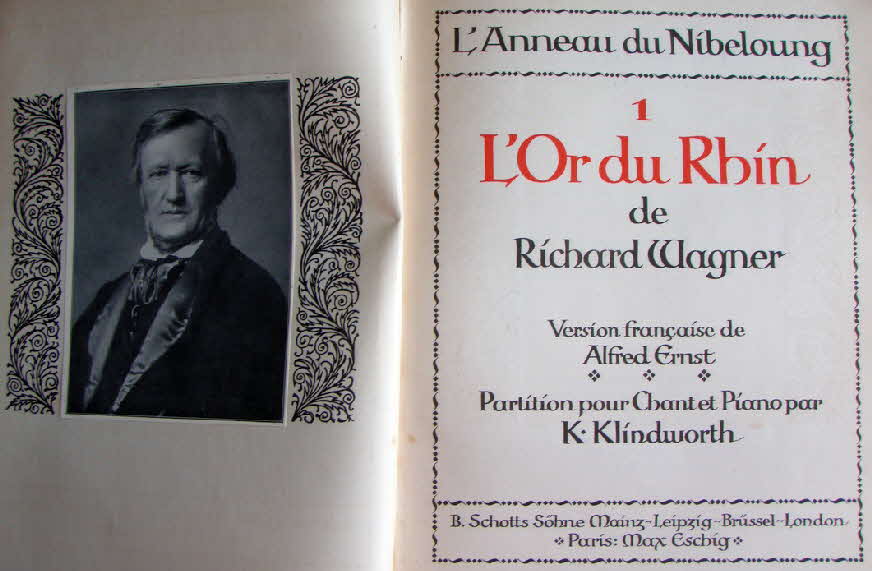 L'Anneau du Nibeloung
1
L'Or du Rhin
de
Richard Wagner
Version française de
Alfred Ernst
Partition pour Chant et Piano par
K. Klindworth
B. Schotts Söhne Mainz-Leipzig-Brüssel-London
Paris: Max Eschig